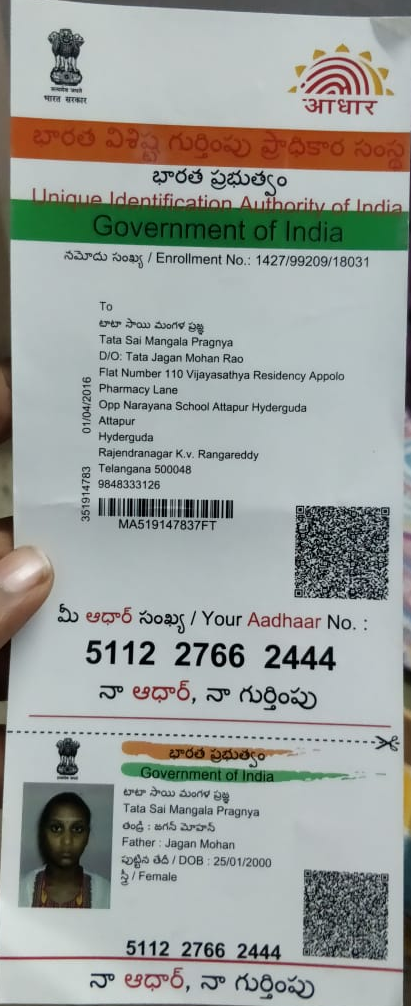 सत्यमेव जयते
भारत सरकार
आधार
భారత విశిష్ట గుర్తింపు ప్రాధికార సంస్థ
భారత ప్రభుత్వం
Unique Identification Authority of India
Government of India
నమోదు సంఖ్య / Enrollment No.: 1427/99209/18031
To
టాటా సాయి మంగళ ప్రజ్ఞ
Tata Sai Mangala Pragnya
D/O: Tata Jagan Mohan Rao
Flat Number 110 Vijayasathya Residency Appolo
Pharmacy Lane
Opp Narayana School Attapur Hyderguda
Attapur
Hyderguda
Rajendranagar K.v. Rangareddy
Telangana 500048
9848333126
351914783 01/04/2016
MA519147837FT
మీ ఆధార్ సంఖ్య / Your Aadhaar No. :
5112 2766 2444
నా ఆధార్, నా గుర్తింపు
భారత ప్రభుత్వం
Government of India
టాటా సాయి మంగళ ప్రజ్ఞ
Tata Sai Mangala Pragnya
తండ్రి : జగన్ మోహన్
Father : Jagan Mohan
పుట్టిన తేదీ / DOB : 25/01/2000
స్త్రీ / Female
5112 2766 2444
నా ఆధార్, నా గుర్తింపు